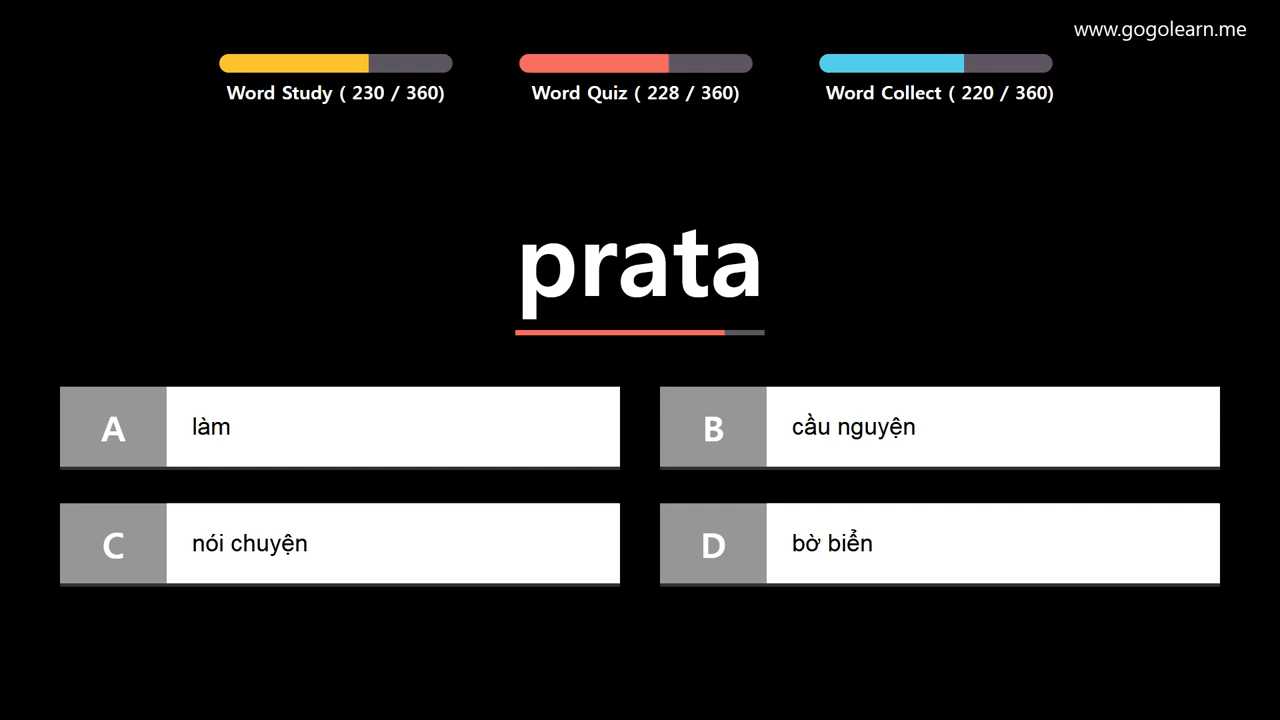 www.gogolearn.me
Word Study ( 230 / 360)
Word Quiz ( 228 / 360)
Word Collect ( 220 / 360)
prata
A làm
B cầu nguyện
C nói chuyện
D bờ biển